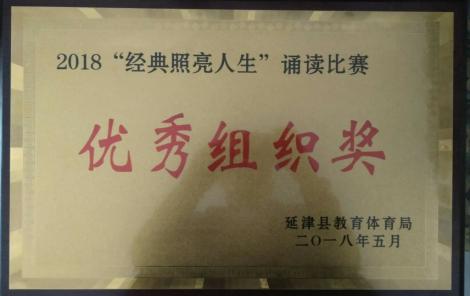 2018“经典照亮人生”诵读比赛
优秀组织奖
延津县教育体育局
二〇一八年五月